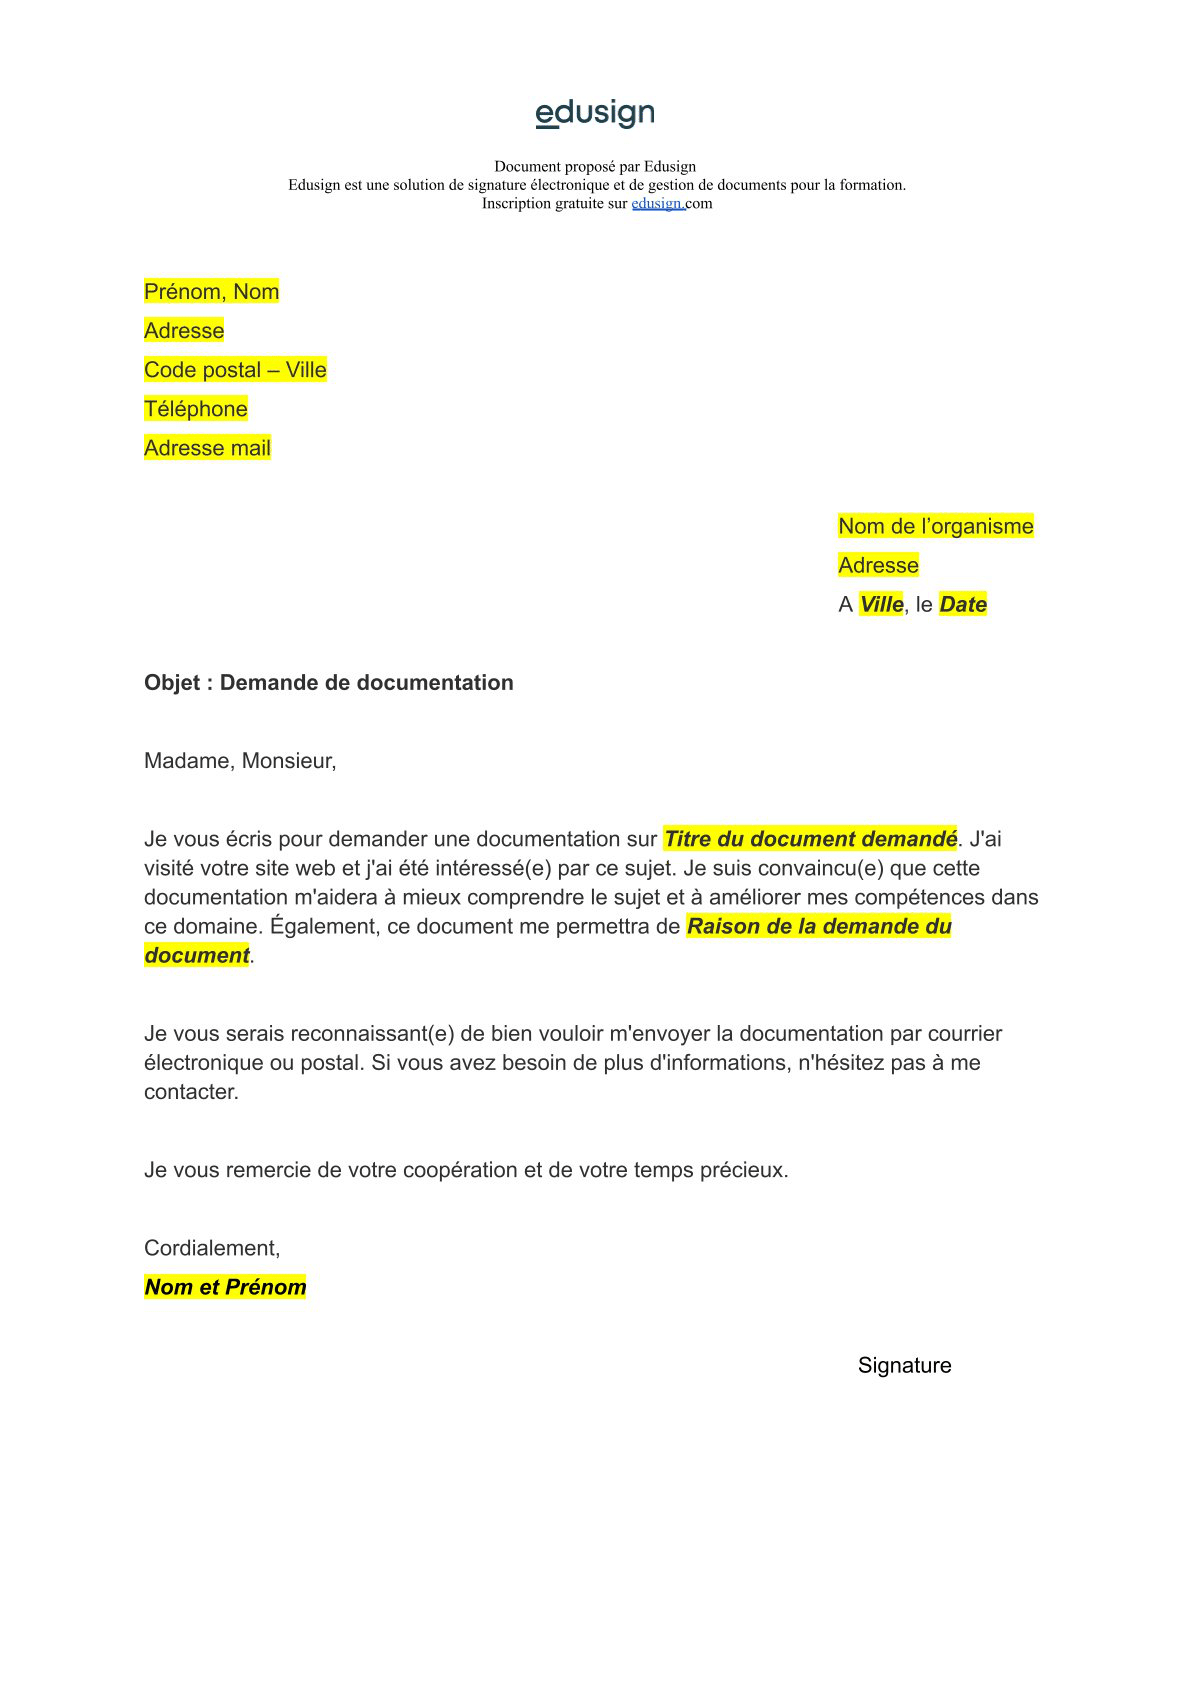 edusign
Document proposé par Edusign
Edusign est une solution de signature électronique et de gestion de documents pour la formation.
Inscription gratuite sur edusign.com
Prénom, Nom
Adresse
Code postal – Ville
Téléphone
Adresse mail
Nom de l’organisme
Adresse
A Ville, le Date
Objet : Demande de documentation
Madame, Monsieur,
Je vous écris pour demander une documentation sur Titre du document demandé. J'ai
visité votre site web et j'ai été intéressé(e) par ce sujet. Je suis convaincu(e) que cette
documentation m'aidera à mieux comprendre le sujet et à améliorer mes compétences dans
ce domaine. Également, ce document me permettra de Raison de la demande du
document.
Je vous serais reconnaissant(e) de bien vouloir m'envoyer la documentation par courrier
électronique ou postal. Si vous avez besoin de plus d'informations, n'hésitez pas à me
contacter.
Je vous remercie de votre coopération et de votre temps précieux.
Cordialement,
Nom et Prénom
Signature